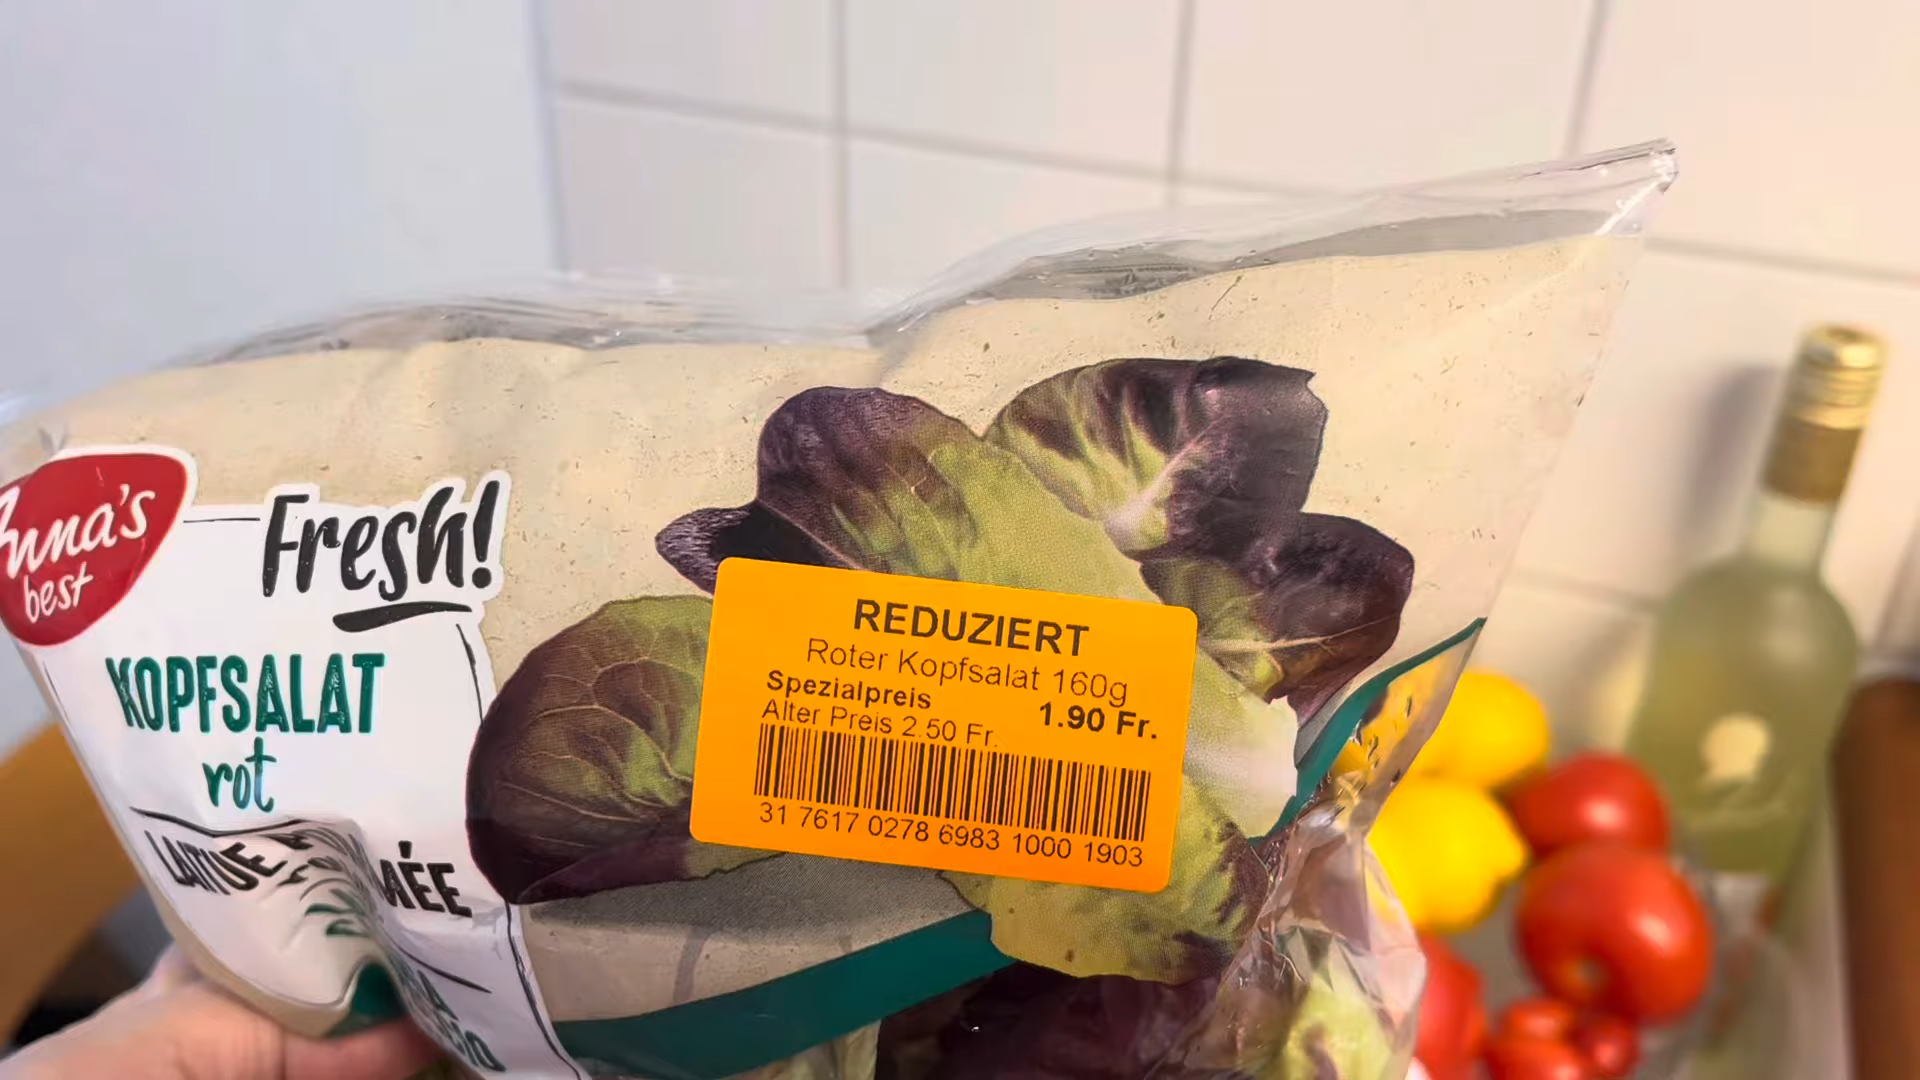 Anna's
best
Fresh!
KOPFSALAT
rot
LAITUE
REDUZIERT
Roter Kopfsalat 160g
Spezialpreis
1.90 Fr.
Alter Preis 2.50 Fr.
31 7617 0278 6983 1000 1903